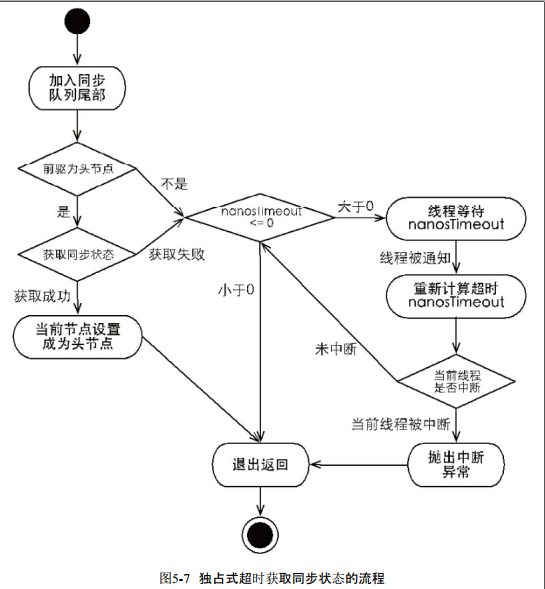 加入同步
队列尾部
前驱为头节点
不是
是
nanosTimeout
<= 0
大于0
线程等待
nanosTimeout
获取同步状态
获取失败
线程被通知
获取成功
小于0
重新计算超时
nanosTimeout
当前节点设置
成为头节点
未中断
当前线程
是否中断
当前线程被中断
退出返回
抛出中断
异常
图5-7 独占式超时获取同步状态的流程